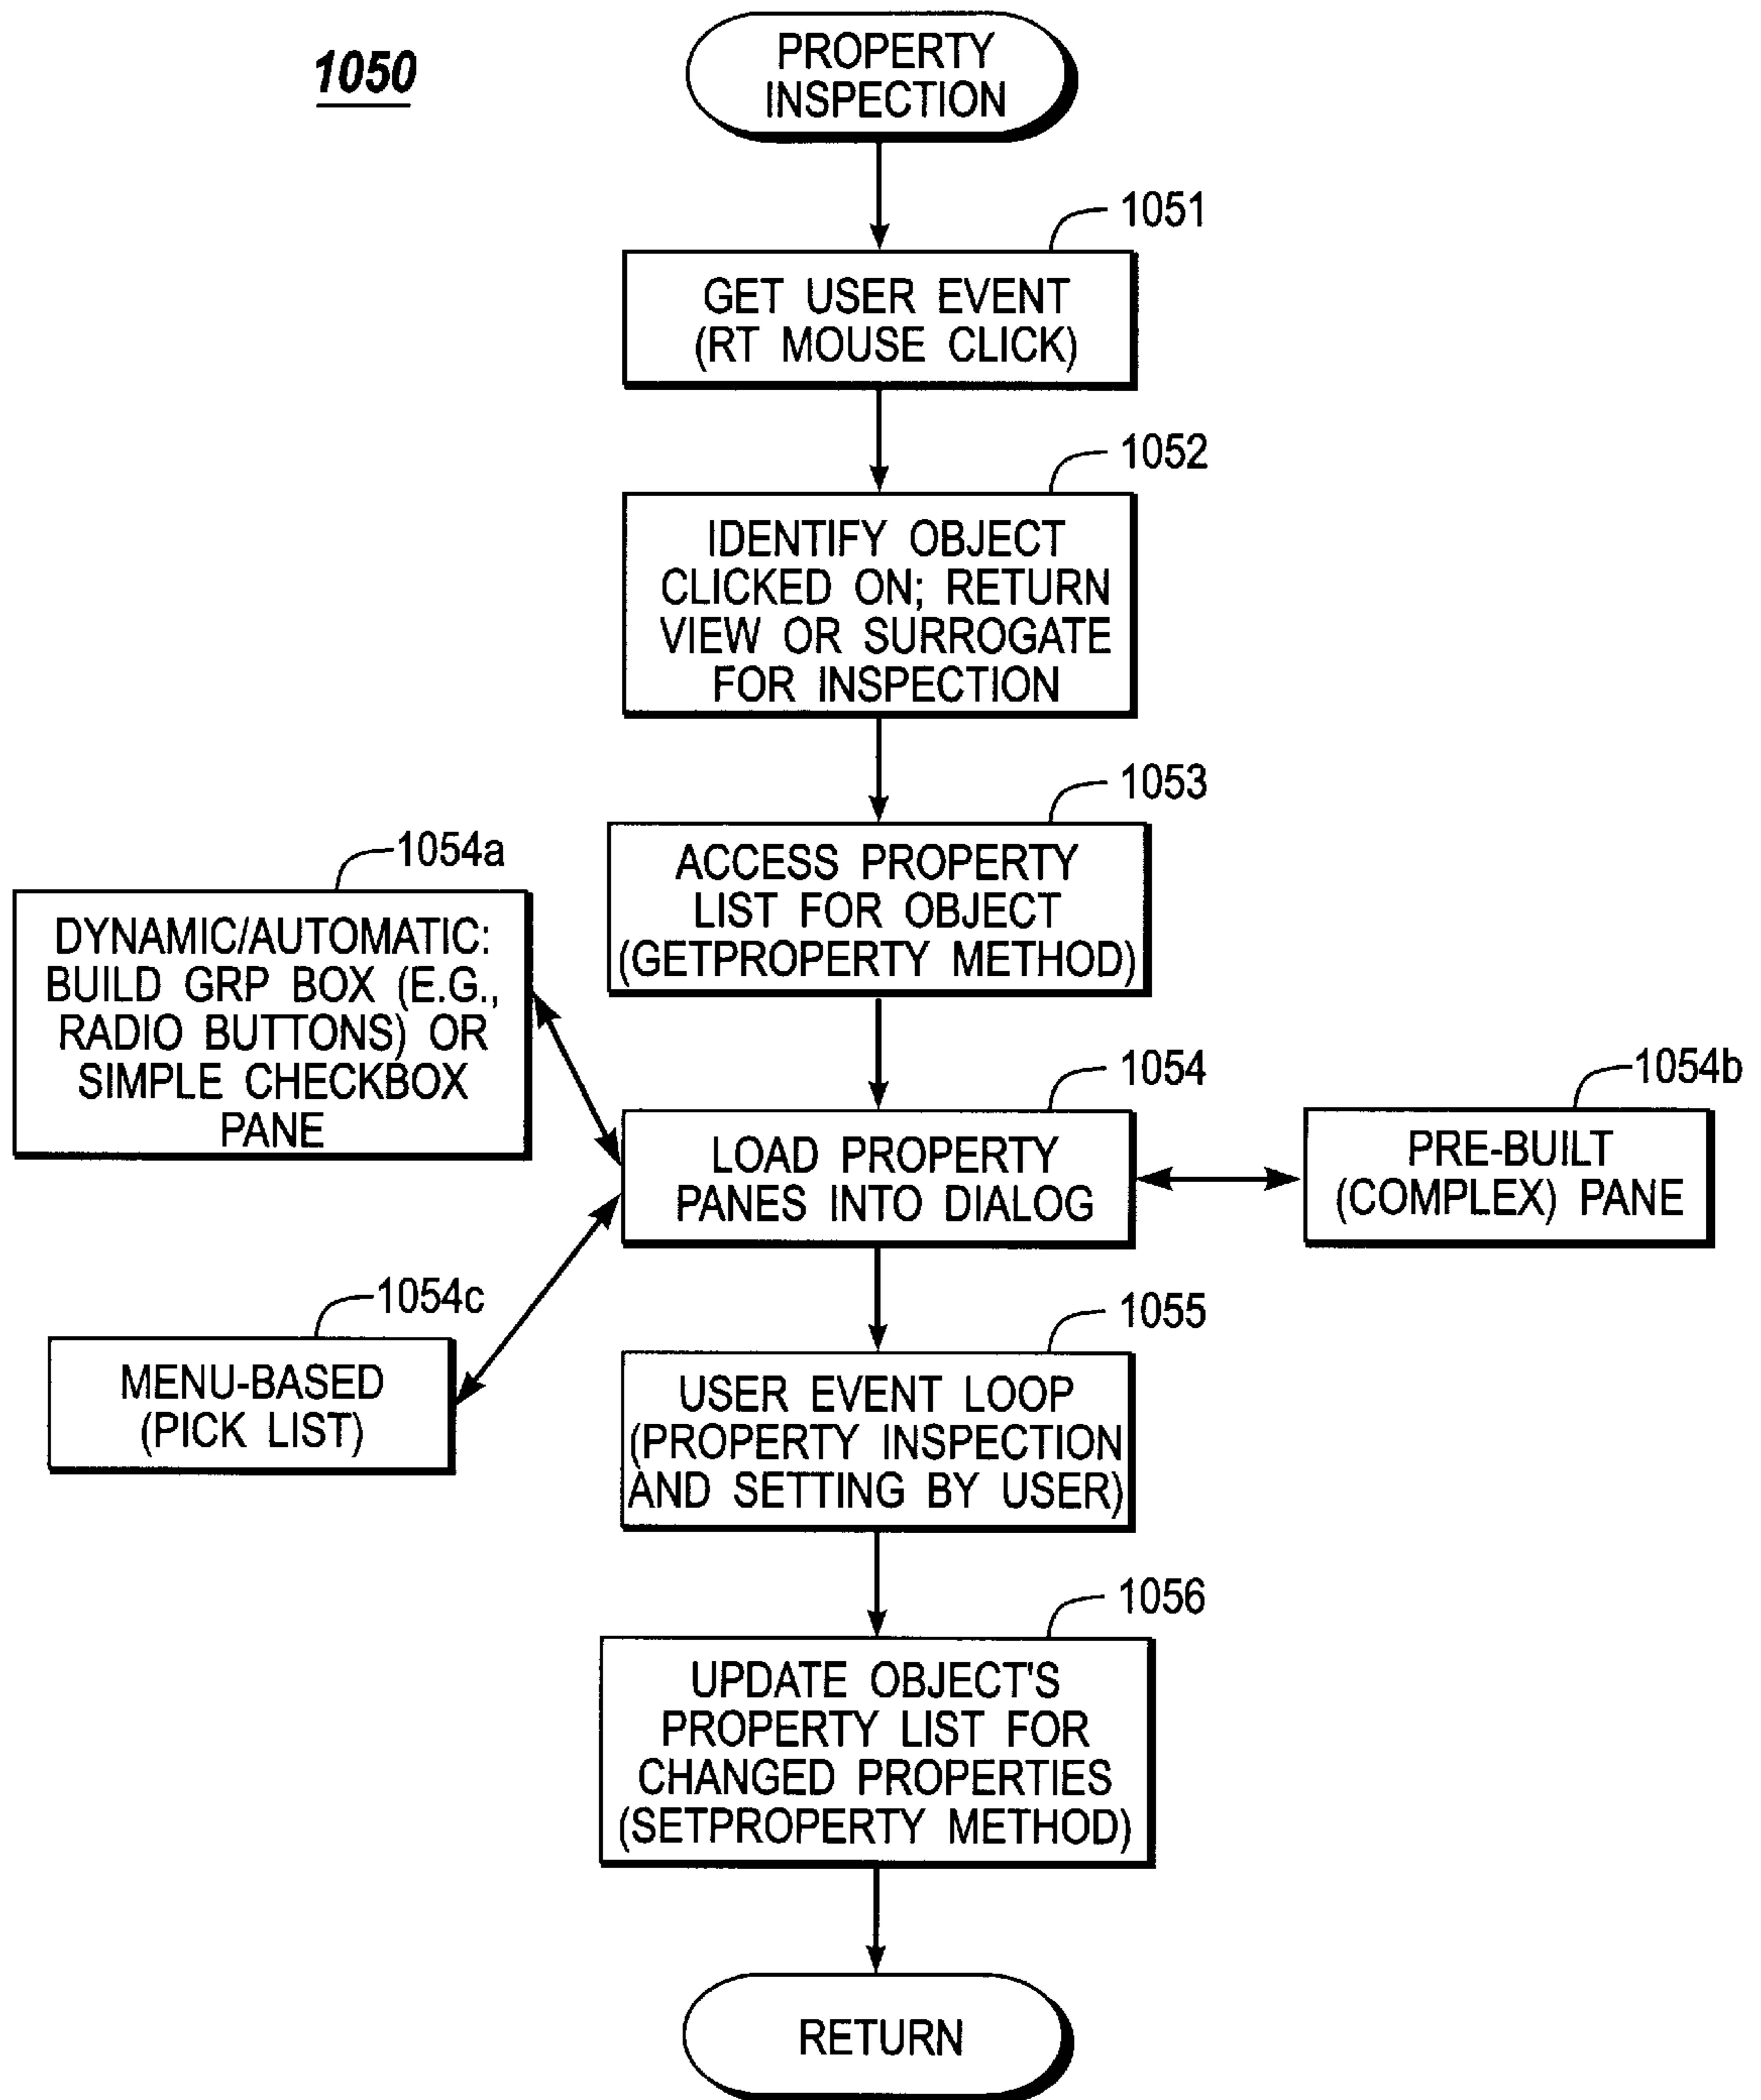 1050
PROPERTY
INSPECTION
1051
GET USER EVENT
(RT MOUSE CLICK)
1052
IDENTIFY OBJECT
CLICKED ON; RETURN
VIEW OR SURROGATE
FOR INSPECTION
1053
ACCESS PROPERTY
LIST FOR OBJECT
(GETPROPERTY METHOD)
1054a
DYNAMIC/AUTOMATIC:
BUILD GRP BOX (E.G.,
RADIO BUTTONS) OR
SIMPLE CHECKBOX
PANE
1054
LOAD PROPERTY
PANES INTO DIALOG
1054b
PRE-BUILT
(COMPLEX) PANE
1054c
MENU-BASED
(PICK LIST)
1055
USER EVENT LOOP
(PROPERTY INSPECTION
AND SETTING BY USER)
1056
UPDATE OBJECT'S
PROPERTY LIST FOR
CHANGED PROPERTIES
(SETPROPERTY METHOD)
RETURN